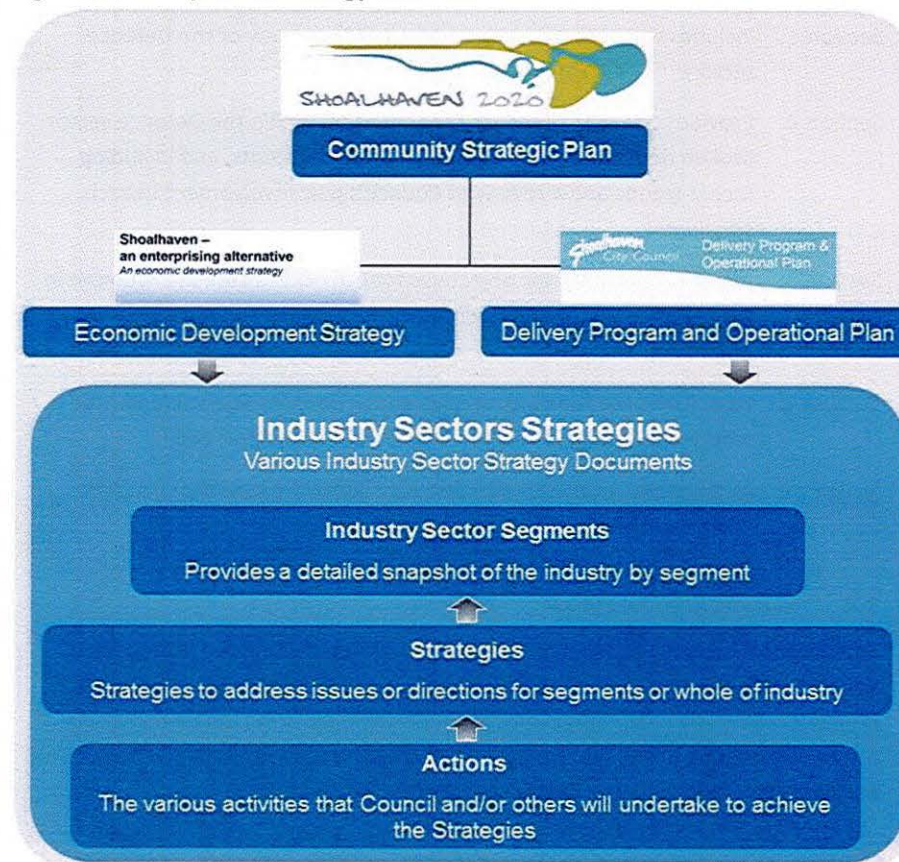 SHOALHAVEN 2020
Community Strategic Plan
Shoalhaven –
an enterprising alternative
An economic development strategy
Shoalhaven
City Council
Delivery Program &
Operational Plan
Economic Development Strategy
Delivery Program and Operational Plan
Industry Sectors Strategies
Various Industry Sector Strategy Documents
Industry Sector Segments
Provides a detailed snapshot of the industry by segment
Strategies
Strategies to address issues or directions for segments or whole of industry
Actions
The various activities that Council and/or others will undertake to achieve
the Strategies